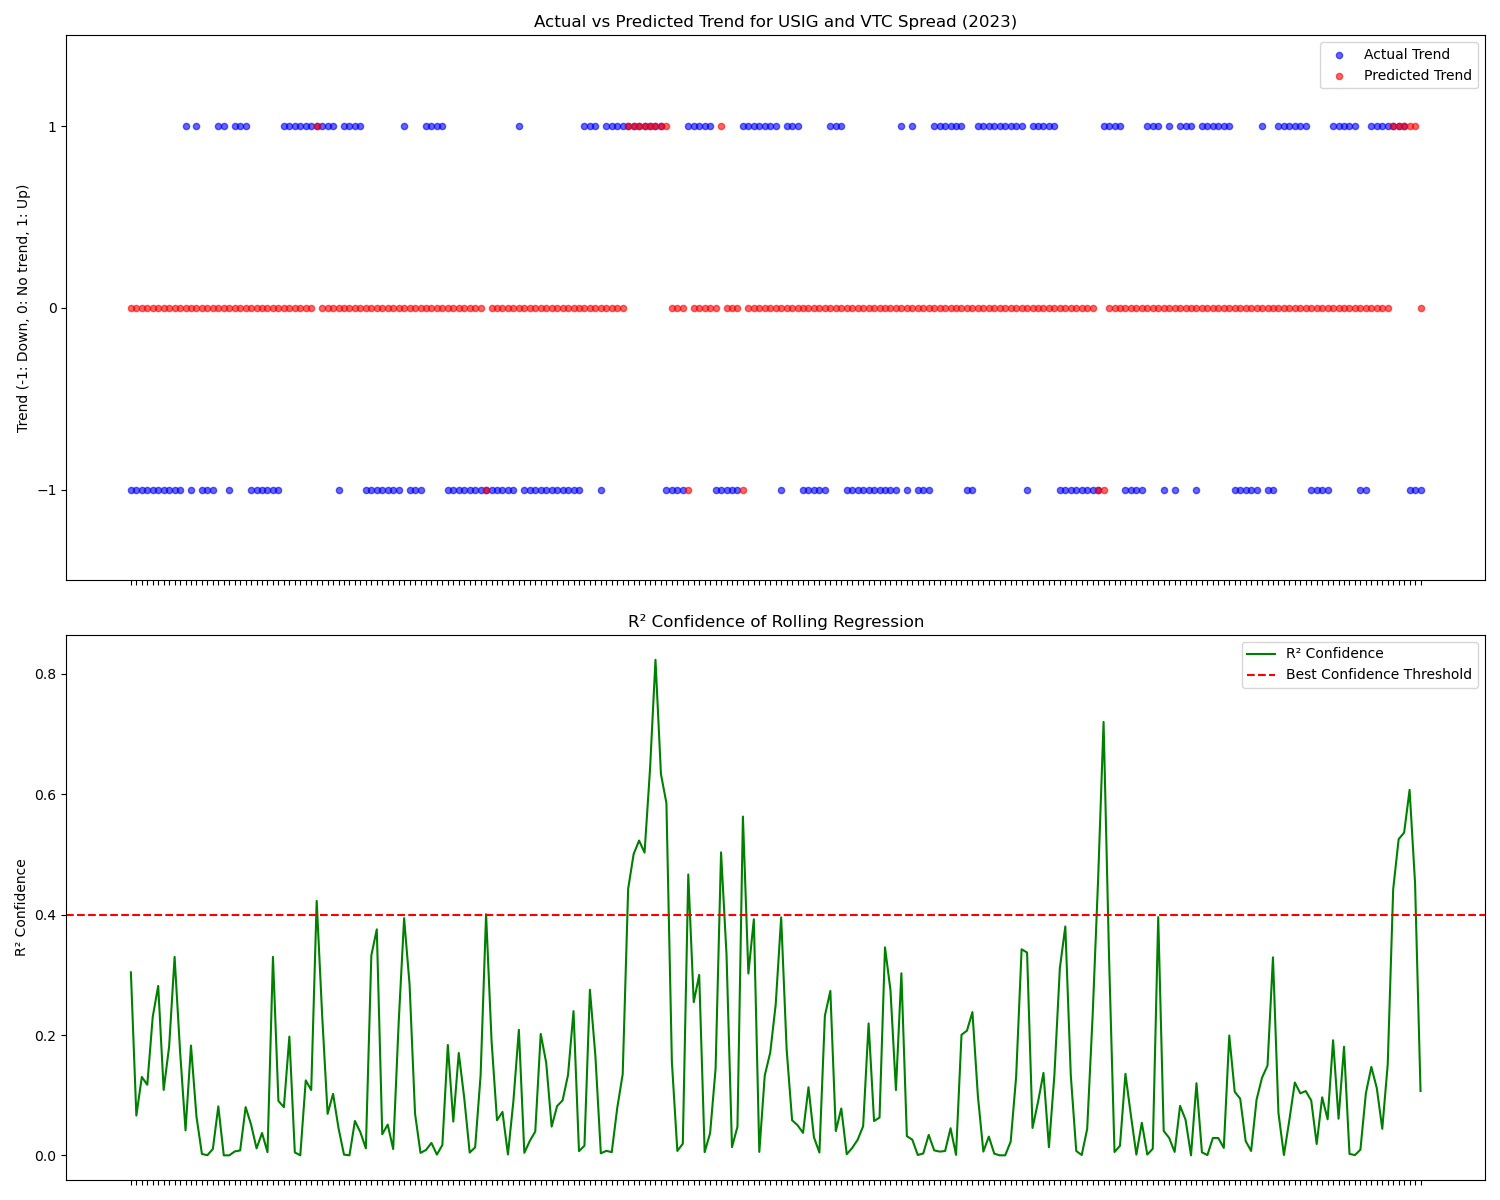 Actual vs Predicted Trend for USIG and VTC Spread (2023)
Actual Trend
Predicted Trend
1
0
−1
Trend (-1: Down, 0: No trend, 1: Up)
R² Confidence of Rolling Regression
R² Confidence
Best Confidence Threshold
0.8
0.6
0.4
0.2
0.0
R² Confidence